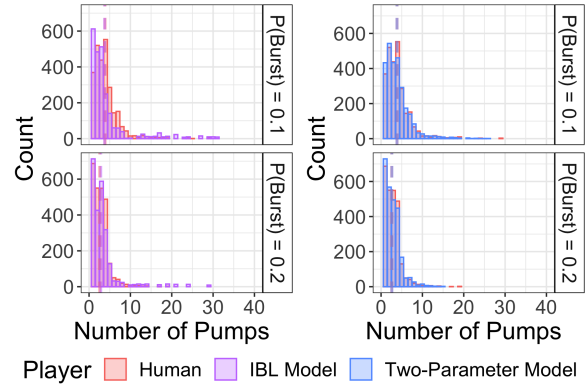 600
400
200
0
P(Burst) = 0.1
600
400
200
0
P(Burst) = 0.2
Count
0 10 20 30 40
Number of Pumps
600
400
200
0
P(Burst) = 0.1
600
400
200
0
P(Burst) = 0.2
Count
0 10 20 30 40
Number of Pumps
Player Human IBL Model Two-Parameter Model